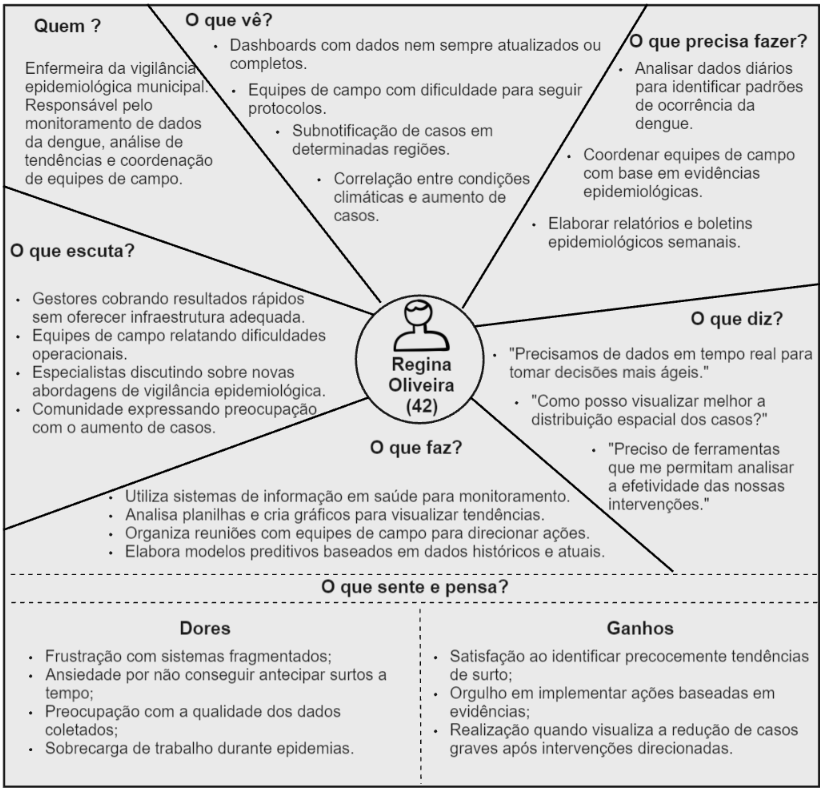 Quem ?
Enfermeira da vigilância
epidemiológica municipal.
Responsável pelo
monitoramento de dados
da dengue, análise de
tendências e coordenação
de equipes de campo.
O que vê?
• Dashboards com dados nem sempre atualizados ou
completos.
• Equipes de campo com dificuldade para seguir
protocolos.
• Subnotificação de casos em
determinadas regiões.
• Correlação entre condições
climáticas e aumento de
casos.
O que precisa fazer?
• Analisar dados diários
para identificar padrões
de ocorrência da
dengue.
• Coordenar equipes de campo
com base em evidências
epidemiológicas.
• Elaborar relatórios e boletins
epidemiológicos semanais.
O que escuta?
• Gestores cobrando resultados rápidos
sem oferecer infraestrutura adequada.
• Equipes de campo relatando dificuldades
operacionais.
• Especialistas discutindo sobre novas
abordagens de vigilância epidemiológica.
• Comunidade expressando preocupação
com o aumento de casos.
Regina
Oliveira
(42)
O que diz?
• "Precisamos de dados em tempo real para
tomar decisões mais ágeis."
• "Como posso visualizar melhor a
distribuição espacial dos casos?"
• "Preciso de ferramentas
que me permitam analisar
a efetividade das nossas
intervenções."
O que faz?
• Utiliza sistemas de informação em saúde para monitoramento.
• Analisa planilhas e cria gráficos para visualizar tendências.
• Organiza reuniões com equipes de campo para direcionar ações.
• Elabora modelos preditivos baseados em dados históricos e atuais.
O que sente e pensa?
Dores
• Frustração com sistemas fragmentados;
• Ansiedade por não conseguir antecipar surtos a
tempo;
• Preocupação com a qualidade dos dados
coletados;
• Sobrecarga de trabalho durante epidemias.
Ganhos
• Satisfação ao identificar precocemente tendências
de surto;
• Orgulho em implementar ações baseadas em
evidências;
• Realização quando visualiza a redução de casos
graves após intervenções direcionadas.